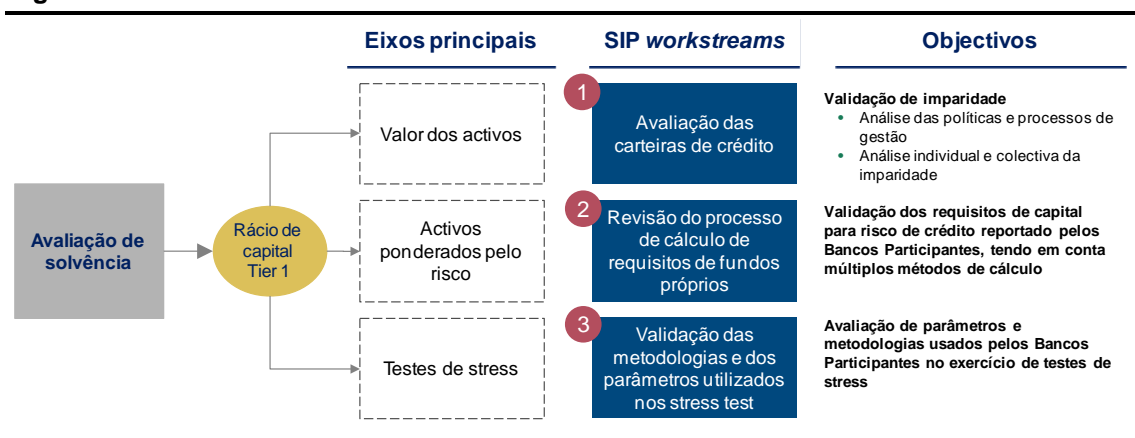 Eixos principais
SIP workstreams
Objectivos
Avaliação de
solvência
Rácio de
capital
Tier 1
Valor dos activos
1
Avaliação das
carteiras de crédito
Validação de imparidade
• Análise das políticas e processos de
gestão
• Análise individual e colectiva da
imparidade
Activos
ponderados pelo
risco
2
Revisão do processo
de cálculo de
requisitos de fundos
próprios
Validação dos requisitos de capital
para risco de crédito reportado pelos
Bancos Participantes, tendo em conta
múltiplos métodos de cálculo
Testes de stress
3
Validação das
metodologias e dos
parâmetros utilizados
nos stress test
Avaliação de parâmetros e
metodologias usados pelos Bancos
Participantes no exercício de testes de
stress